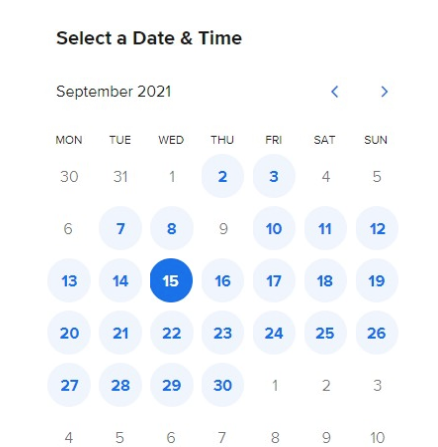 Select a Date & Time
September 2021
MON TUE WED THU FRI SAT SUN
30 31 1 2 3 4 5
6 7 8 9 10 11 12
13 14 15 16 17 18 19
20 21 22 23 24 25 26
27 28 29 30 1 2 3
4 5 6 7 8 9 10